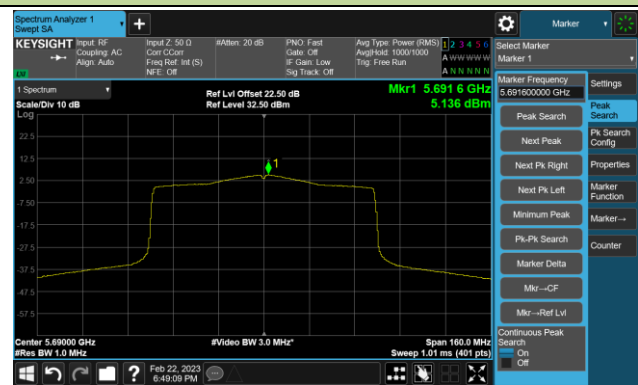 Spectrum Analyzer 1
Swept SA
+
Marker
KEYSIGHT
Input: RF
Coupling: AC
Align: Auto
Input Z: 50 Ω
Corr CCorr
Freq Ref: Int (S)
NFE: Off
#Atten: 20 dB
PNO: Fast
Gate: Off
IF Gain: Low
Sig Track: Off
Avg Type: Power (RMS)
Avg|Hold: 1000/1000
Trig: Free Run
1 2 3 4 5 6
A W W W W W
A N N N N N
LXI
Select Marker
Marker 1
1 Spectrum
Scale/Div 10 dB
Log
Ref Lvl Offset 22.50 dB
Ref Level 32.50 dBm
Mkr1 5.691 6 GHz
5.136 dBm
22.5
12.5
2.50
-7.50
-17.5
-27.5
-37.5
-47.5
-57.5
1
Center 5.69000 GHz
#Res BW 1.0 MHz
#Video BW 3.0 MHz*
Span 160.0 MHz
Sweep 1.01 ms (401 pts)
Marker Frequency
5.691600000 GHz
Peak Search
Next Peak
Next Pk Right
Next Pk Left
Minimum Peak
Pk-Pk Search
Marker Delta
Mkr→CF
Mkr→Ref Lvl
Continuous Peak
Search
On
Off
Settings
Peak
Search
Pk Search
Config
Properties
Marker
Function
Marker→
Counter
?
Feb 22, 2023
6:49:09 PM